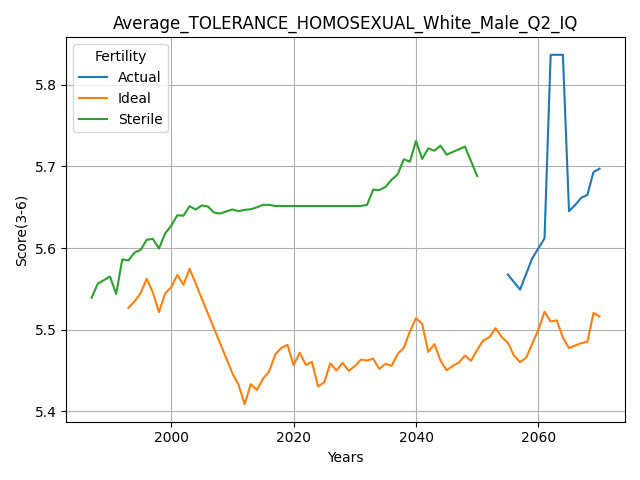 Average_TOLERANCE_HOMOSEXUAL_White_Male_Q2_IQ
Fertility
Actual
Ideal
Sterile
Score(3-6)
5.8
5.7
5.6
5.5
5.4
2000
2020
2040
2060
Years